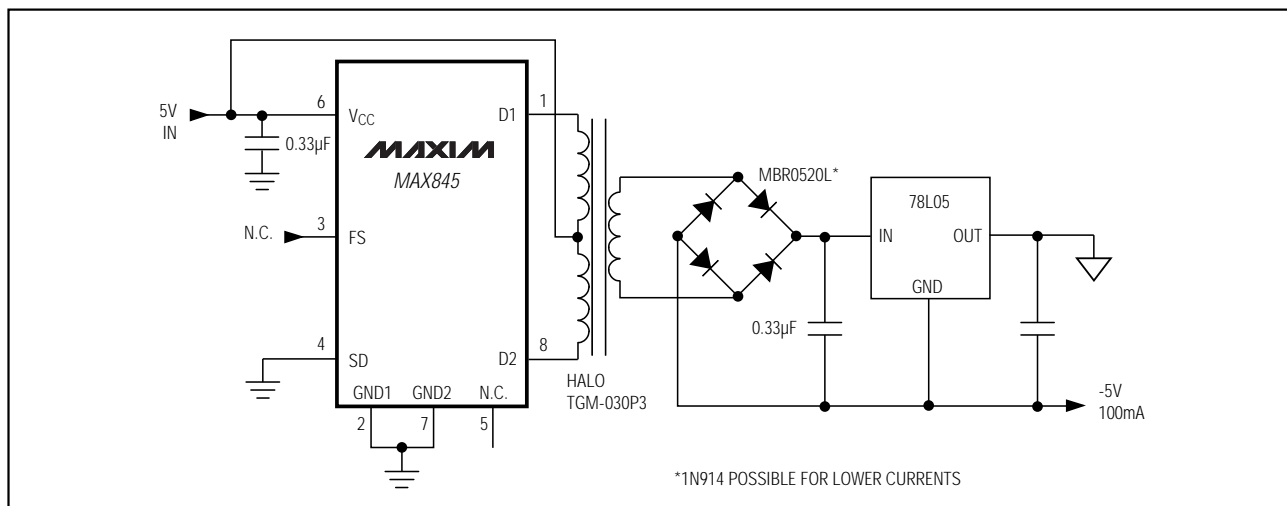 5V
IN
0.33µF
6
VCC
MAXIM
MAX845
D1
1
N.C.
3
FS
4
SD
GND1
GND2
N.C.
D2
8
2
7
5
HALO
TGM-030P3
MBR0520L*
0.33µF
78L05
IN
OUT
GND
-5V
100mA
*1N914 POSSIBLE FOR LOWER CURRENTS